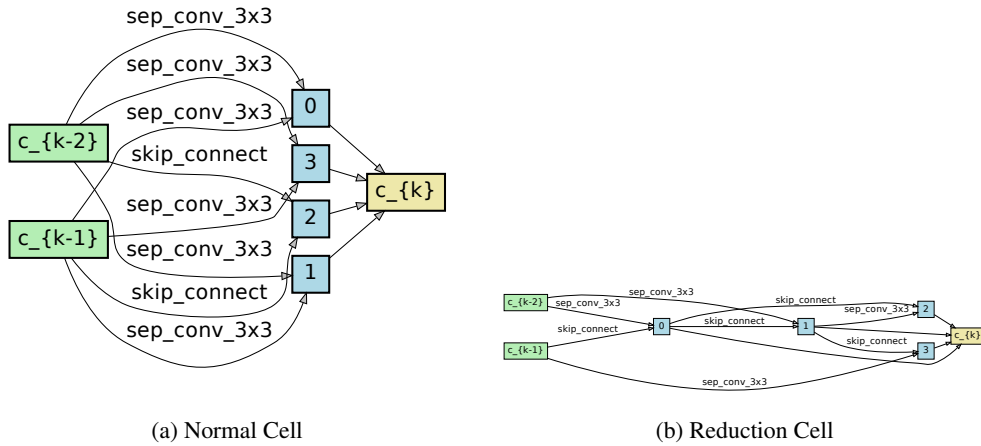 sep_conv_3x3
sep_conv_3x3
sep_conv_3x3
0
c_{k-2}
skip_connect
3
c_{k}
sep_conv_3x3
2
c_{k-1}
sep_conv_3x3
1
skip_connect
sep_conv_3x3
(a) Normal Cell
sep_conv_3x3
c_{k-2}
sep_conv_3x3
skip_connect
2
sep_conv_3x3
skip_connect
0
skip_connect
1
c_{k}
c_{k-1}
skip_connect
3
sep_conv_3x3
(b) Reduction Cell